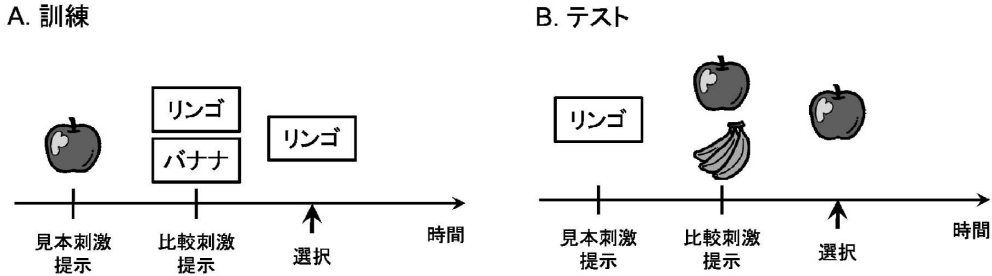 A. 訓練
リンゴ
バナナ
リンゴ
見本刺激
提示
比較刺激
提示
選択
時間
B. テスト
リンゴ
見本刺激
提示
比較刺激
提示
選択
時間